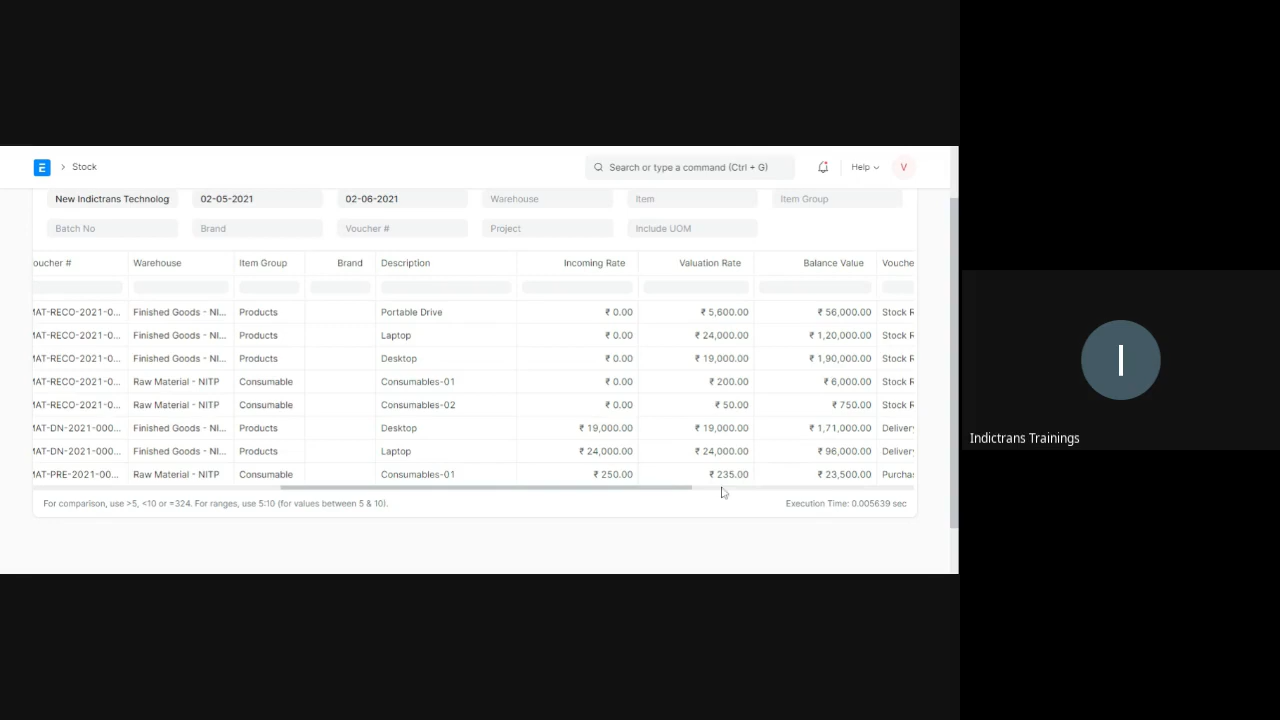 E > Stock Search or type a command (Ctrl + G) Help V
New Indictrans Technolog 02-05-2021 02-06-2021 Warehouse Item Item Group
Batch No Brand Voucher # Project Include UOM
oucher # Warehouse Item Group Brand Description Incoming Rate Valuation Rate Balance Value Vouche
MAT-RECO-2021-0... Finished Goods - NI... Products Portable Drive ₹ 0.00 ₹ 5,600.00 ₹ 56,000.00 Stock R
MAT-RECO-2021-0... Finished Goods - NI... Products Laptop ₹ 0.00 ₹ 24,000.00 ₹ 1,20,000.00 Stock R
MAT-RECO-2021-0... Finished Goods - NI... Products Desktop ₹ 0.00 ₹ 19,000.00 ₹ 1,90,000.00 Stock R
MAT-RECO-2021-0... Raw Material - NITP Consumable Consumables-01 ₹ 0.00 ₹ 200.00 ₹ 6,000.00 Stock R
MAT-RECO-2021-0... Raw Material - NITP Consumable Consumables-02 ₹ 0.00 ₹ 50.00 ₹ 750.00 Stock R
MAT-DN-2021-000... Finished Goods - NI... Products Desktop ₹ 19,000.00 ₹ 19,000.00 ₹ 1,71,000.00 Deliver
MAT-DN-2021-000... Finished Goods - NI... Products Laptop ₹ 24,000.00 ₹ 24,000.00 ₹ 96,000.00 Deliver
MAT-PRE-2021-00... Raw Material - NITP Consumable Consumables-01 ₹ 250.00 ₹ 235.00 ₹ 23,500.00 Purcha
For comparison, use >5, <10 or =324. For ranges, use 5:10 (for values between 5 & 10). Execution Time: 0.005639 sec
I
Indictrans Trainings